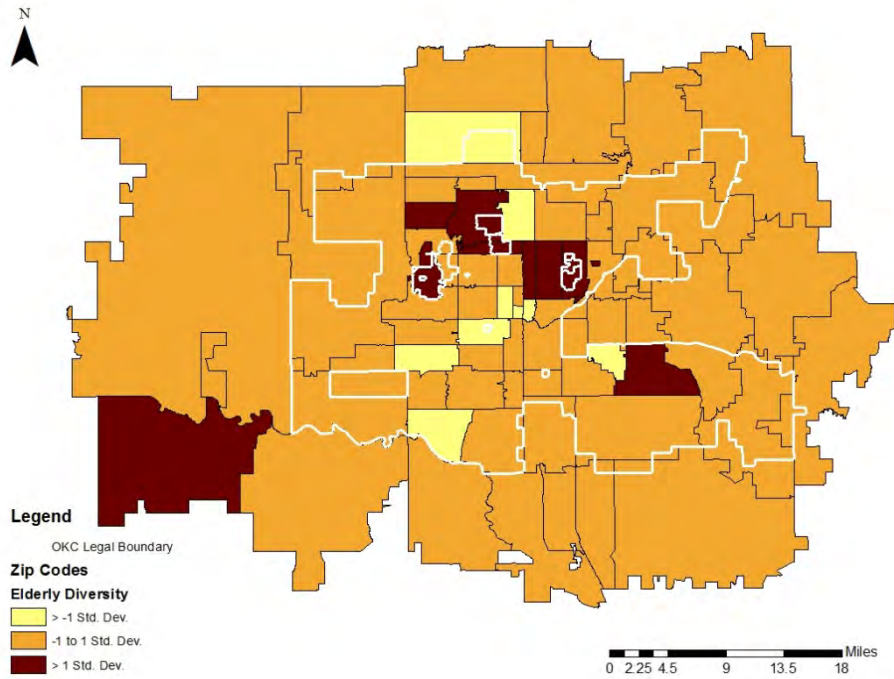 N
Legend
OKC Legal Boundary
Zip Codes
Elderly Diversity
> -1 Std. Dev.
-1 to 1 Std. Dev.
> 1 Std. Dev.
Miles
0 2.25 4.5 9 13.5 18